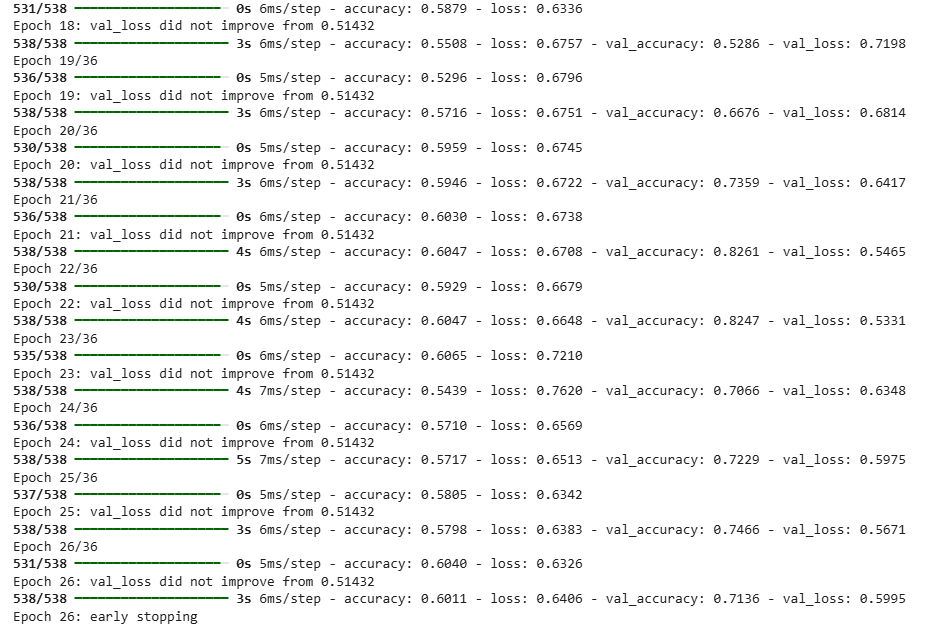 531/538 ━━━━━━━━━━━━━━━━━━━━ 0s 6ms/step - accuracy: 0.5879 - loss: 0.6336
Epoch 18: val_loss did not improve from 0.51432
538/538 ━━━━━━━━━━━━━━━━━━━━ 3s 6ms/step - accuracy: 0.5508 - loss: 0.6757 - val_accuracy: 0.5286 - val_loss: 0.7198
Epoch 19/36
536/538 ━━━━━━━━━━━━━━━━━━━━ 0s 5ms/step - accuracy: 0.5296 - loss: 0.6796
Epoch 19: val_loss did not improve from 0.51432
538/538 ━━━━━━━━━━━━━━━━━━━━ 3s 6ms/step - accuracy: 0.5716 - loss: 0.6751 - val_accuracy: 0.6676 - val_loss: 0.6814
Epoch 20/36
530/538 ━━━━━━━━━━━━━━━━━━━━ 0s 5ms/step - accuracy: 0.5959 - loss: 0.6745
Epoch 20: val_loss did not improve from 0.51432
538/538 ━━━━━━━━━━━━━━━━━━━━ 3s 6ms/step - accuracy: 0.5946 - loss: 0.6722 - val_accuracy: 0.7359 - val_loss: 0.6417
Epoch 21/36
536/538 ━━━━━━━━━━━━━━━━━━━━ 0s 6ms/step - accuracy: 0.6030 - loss: 0.6738
Epoch 21: val_loss did not improve from 0.51432
538/538 ━━━━━━━━━━━━━━━━━━━━ 4s 6ms/step - accuracy: 0.6047 - loss: 0.6708 - val_accuracy: 0.8261 - val_loss: 0.5465
Epoch 22/36
530/538 ━━━━━━━━━━━━━━━━━━━━ 0s 5ms/step - accuracy: 0.5929 - loss: 0.6679
Epoch 22: val_loss did not improve from 0.51432
538/538 ━━━━━━━━━━━━━━━━━━━━ 4s 6ms/step - accuracy: 0.6047 - loss: 0.6648 - val_accuracy: 0.8247 - val_loss: 0.5331
Epoch 23/36
535/538 ━━━━━━━━━━━━━━━━━━━━ 0s 6ms/step - accuracy: 0.6065 - loss: 0.7210
Epoch 23: val_loss did not improve from 0.51432
538/538 ━━━━━━━━━━━━━━━━━━━━ 4s 7ms/step - accuracy: 0.5439 - loss: 0.7620 - val_accuracy: 0.7066 - val_loss: 0.6348
Epoch 24/36
536/538 ━━━━━━━━━━━━━━━━━━━━ 0s 6ms/step - accuracy: 0.5710 - loss: 0.6569
Epoch 24: val_loss did not improve from 0.51432
538/538 ━━━━━━━━━━━━━━━━━━━━ 5s 7ms/step - accuracy: 0.5717 - loss: 0.6513 - val_accuracy: 0.7229 - val_loss: 0.5975
Epoch 25/36
537/538 ━━━━━━━━━━━━━━━━━━━━ 0s 5ms/step - accuracy: 0.5805 - loss: 0.6342
Epoch 25: val_loss did not improve from 0.51432
538/538 ━━━━━━━━━━━━━━━━━━━━ 3s 6ms/step - accuracy: 0.5798 - loss: 0.6383 - val_accuracy: 0.7466 - val_loss: 0.5671
Epoch 26/36
531/538 ━━━━━━━━━━━━━━━━━━━━ 0s 5ms/step - accuracy: 0.6040 - loss: 0.6326
Epoch 26: val_loss did not improve from 0.51432
538/538 ━━━━━━━━━━━━━━━━━━━━ 3s 6ms/step - accuracy: 0.6011 - loss: 0.6406 - val_accuracy: 0.7136 - val_loss: 0.5995
Epoch 26: early stopping